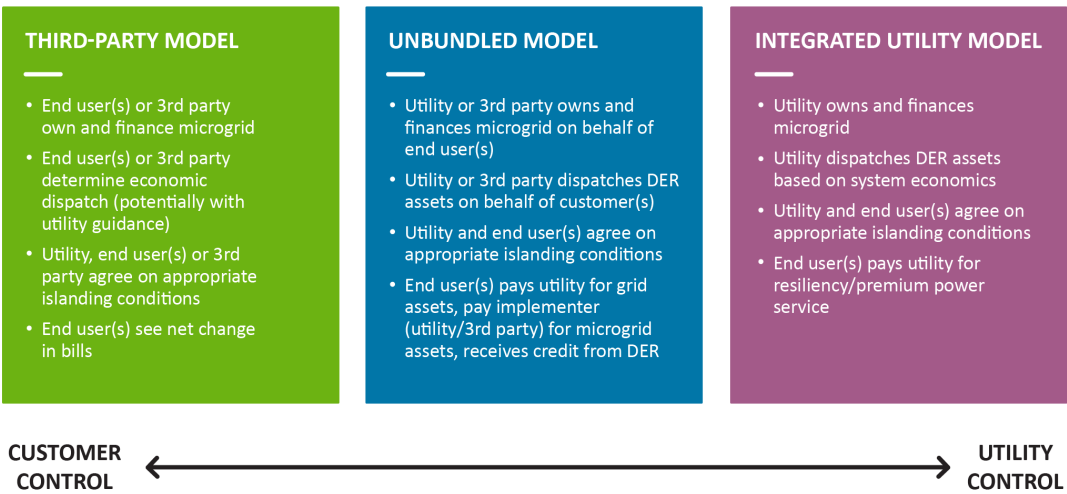 THIRD-PARTY MODEL
• End user(s) or 3rd party
own and finance microgrid
• End user(s) or 3rd party
determine economic
dispatch (potentially with
utility guidance)
• Utility, end user(s) or 3rd
party agree on appropriate
islanding conditions
• End user(s) see net change
in bills
UNBUNDLED MODEL
• Utility or 3rd party owns and
finances microgrid on behalf of
end user(s)
• Utility or 3rd party dispatches DER
assets on behalf of customer(s)
• Utility and end user(s) agree on
appropriate islanding conditions
• End user(s) pays utility for grid
assets, pay implementer
(utility/3rd party) for microgrid
assets, receives credit from DER
INTEGRATED UTILITY MODEL
• Utility owns and finances
microgrid
• Utility dispatches DER assets
based on system economics
• Utility and end user(s) agree on
appropriate islanding conditions
• End user(s) pays utility for
resiliency/premium power
service
CUSTOMER
CONTROL
UTILITY
CONTROL